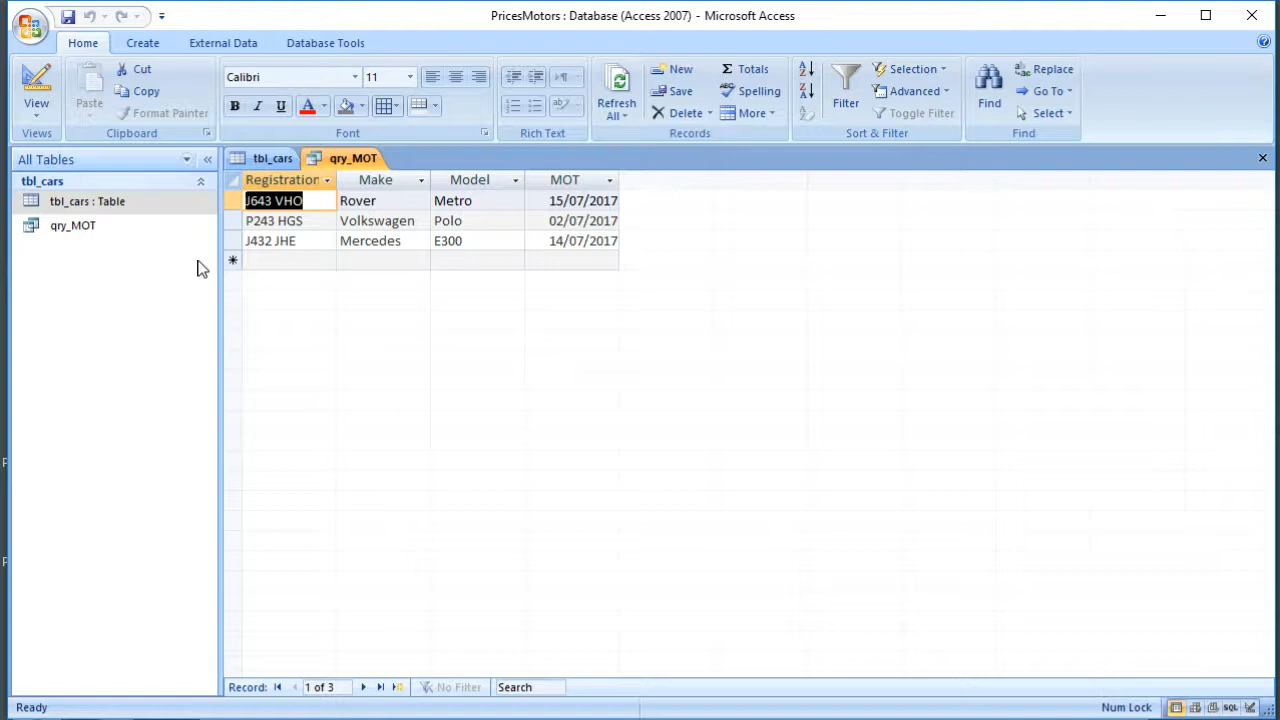 PricesMotors : Database (Access 2007) - Microsoft Access
Home Create External Data Database Tools
View
Views
Paste
Cut
Copy
Format Painter
Clipboard
Calibri 11
B I U A
Font
Rich Text
Refresh
All
New
Save
Delete
Totals
Spelling
More
Records
Filter
Selection
Advanced
Toggle Filter
Sort & Filter
Find
Replace
Go To
Select
Find
All Tables
tbl_cars
tbl_cars : Table
qry_MOT
tbl_cars qry_MOT
Registration Make Model MOT
J643 VHO Rover Metro 15/07/2017
P243 HGS Volkswagen Polo 02/07/2017
J432 JHE Mercedes E300 14/07/2017
Record: 1 of 3 No Filter Search
Ready Num Lock SQL